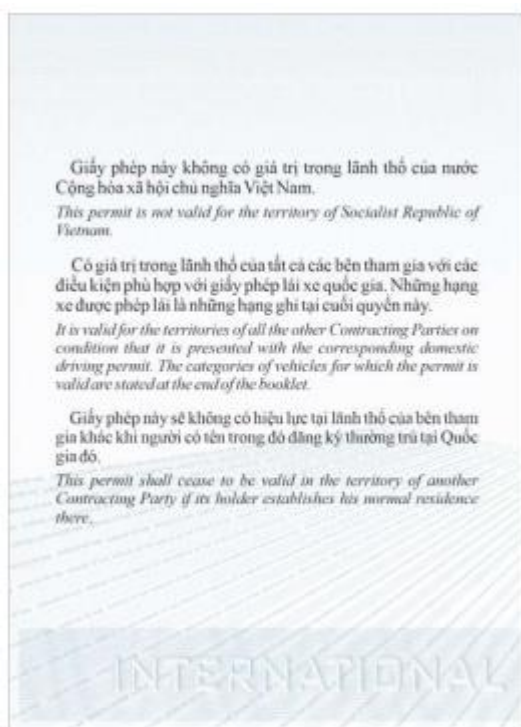 Giấy phép này không có giá trị trong lãnh thổ của nước
Cộng hòa xã hội chủ nghĩa Việt Nam.
This permit is not valid for the territory of Socialist Republic of
Vietnam.
Có giá trị trong lãnh thổ của tất cả các bên tham gia với các
điều kiện phù hợp với giấy phép lái xe quốc gia. Những hạng
xe được phép lái là những hạng ghi tại cuối quyển này.
It is valid for the territories of all the other Contracting Parties on
condition that it is presented with the corresponding domestic
driving permit. The categories of vehicles for which the permit is
valid are stated at the end of the booklet.
Giấy phép này sẽ không có hiệu lực tại lãnh thổ của bên tham
gia khác khi người có tên trong đó đăng ký thường trú tại Quốc
gia đó.
This permit shall cease to be valid in the territory of another
Contracting Party if its holder establishes his normal residence
there.
INTERNATIONAL